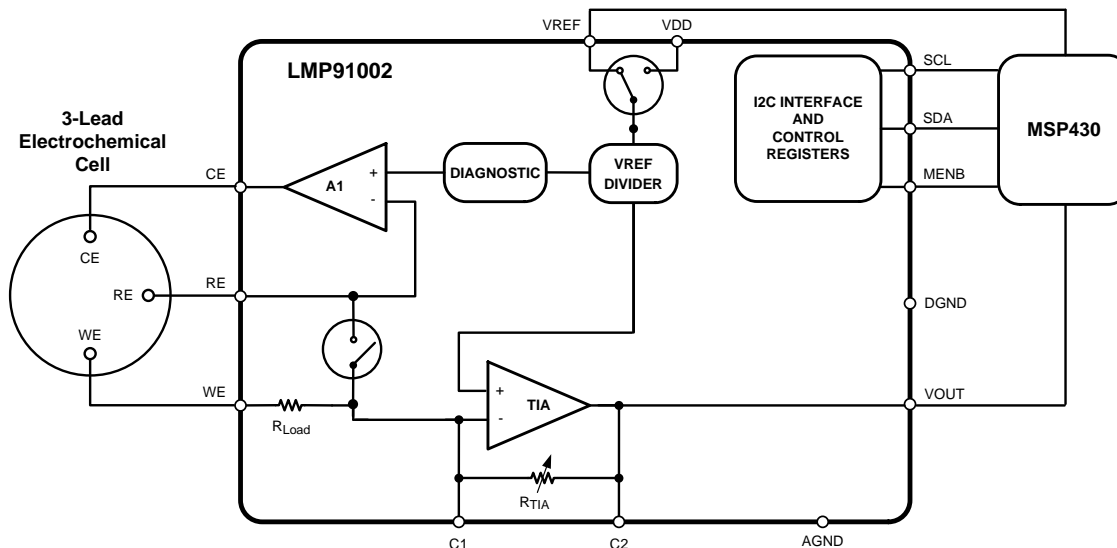 VREF
VDD
LMP91002
SCL
I2C INTERFACE
AND
CONTROL
REGISTERS
SDA
MSP430
MENB
3-Lead
Electrochemical
Cell
CE
A1
+
-
DIAGNOSTIC
VREF
DIVIDER
CE
RE
RE
DGND
WE
WE
RLoad
+
-
TIA
VOUT
RTIA
C1
C2
AGND